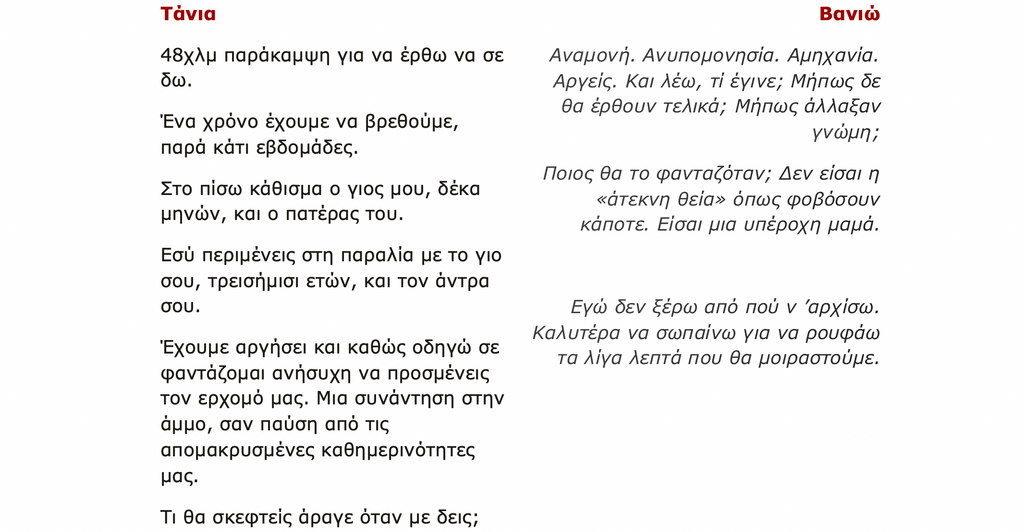 Τάνια
48χλμ παράκαμψη για να έρθω να σε
δω.
Ένα χρόνο έχουμε να βρεθούμε,
παρά κάτι εβδομάδες.
Στο πίσω κάθισμα ο γιος μου, δέκα
μηνών, και ο πατέρας του.
Εσύ περιμένεις στη παραλία με το γιο
σου, τρεισήμισι ετών, και τον άντρα
σου.
Έχουμε αργήσει και καθώς οδηγώ σε
φαντάζομαι ανήσυχη να προσμένεις
τον ερχομό μας. Μια συνάντηση στην
άμμο, σαν παύση από τις
απομακρυσμένες καθημερινότητες
μας.
Τι θα σκεφτείς άραγε όταν με δεις;
Βανιώ
Αναμονή. Ανυπομονησία. Αμηχανία.
Αργείς. Και λέω, τί έγινε; Μήπως δε
θα έρθουν τελικά; Μήπως άλλαξαν
γνώμη;
Ποιος θα το φανταζόταν; Δεν είσαι η
«άτεκνη θεία» όπως φοβόσουν
κάποτε. Είσαι μια υπέροχη μαμά.
Εγώ δεν ξέρω από πού ν ’αρχίσω.
Καλυτέρα να σωπαίνω για να ρουφάω
τα λίγα λεπτά που θα μοιραστούμε.